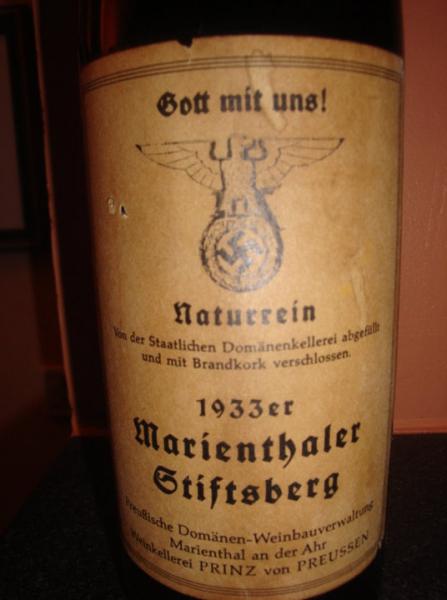 Gott mit uns!
Naturrein
Von der Staatlichen Domänenkellerei abgefüllt
und mit Brandkork verschlossen.
1933er
Marienthaler
Stiftsberg
Preußische Domänen-Weinbauverwaltung
Marienthal an der Ahr
Weinkellerei PRINZ von PREUSSEN